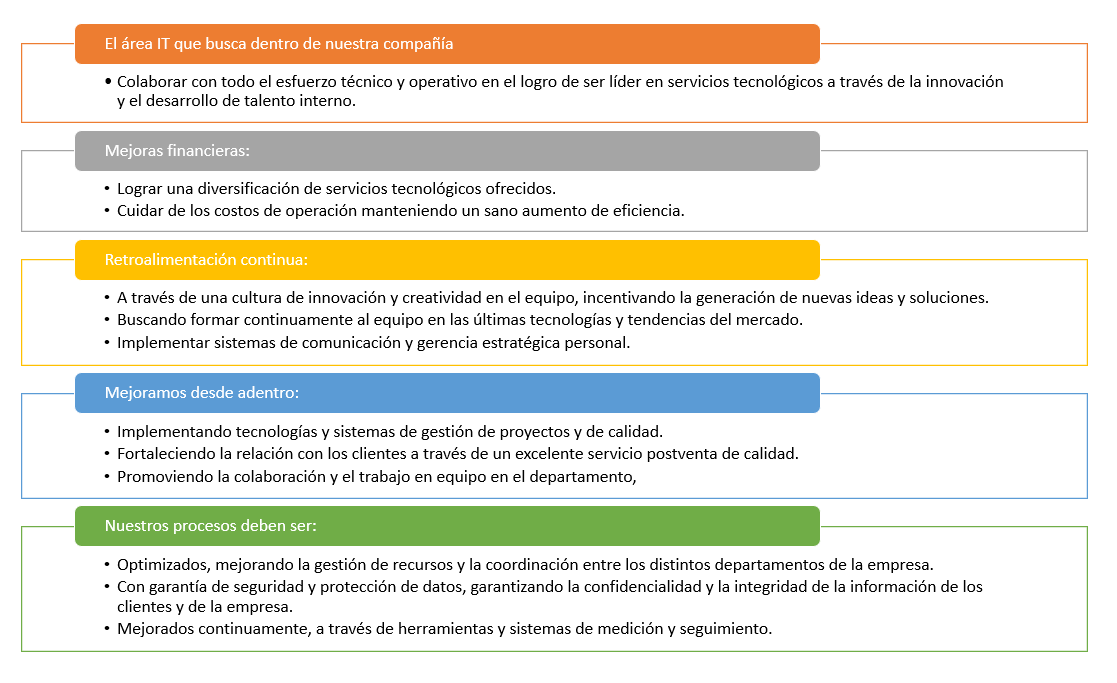 El área IT que busca dentro de nuestra compañía
• Colaborar con todo el esfuerzo técnico y operativo en el logro de ser líder en servicios tecnológicos a través de la innovación
y el desarrollo de talento interno.
Mejoras financieras:
• Lograr una diversificación de servicios tecnológicos ofrecidos.
• Cuidar de los costos de operación manteniendo un sano aumento de eficiencia.
Retroalimentación continua:
• A través de una cultura de innovación y creatividad en el equipo, incentivando la generación de nuevas ideas y soluciones.
• Buscando formar continuamente al equipo en las últimas tecnologías y tendencias del mercado.
• Implementar sistemas de comunicación y gerencia estratégica personal.
Mejoramos desde adentro:
• Implementando tecnologías y sistemas de gestión de proyectos y de calidad.
• Fortaleciendo la relación con los clientes a través de un excelente servicio postventa de calidad.
• Promoviendo la colaboración y el trabajo en equipo en el departamento,
Nuestros procesos deben ser:
• Optimizados, mejorando la gestión de recursos y la coordinación entre los distintos departamentos de la empresa.
• Con garantía de seguridad y protección de datos, garantizando la confidencialidad y la integridad de la información de los
clientes y de la empresa.
• Mejorados continuamente, a través de herramientas y sistemas de medición y seguimiento.